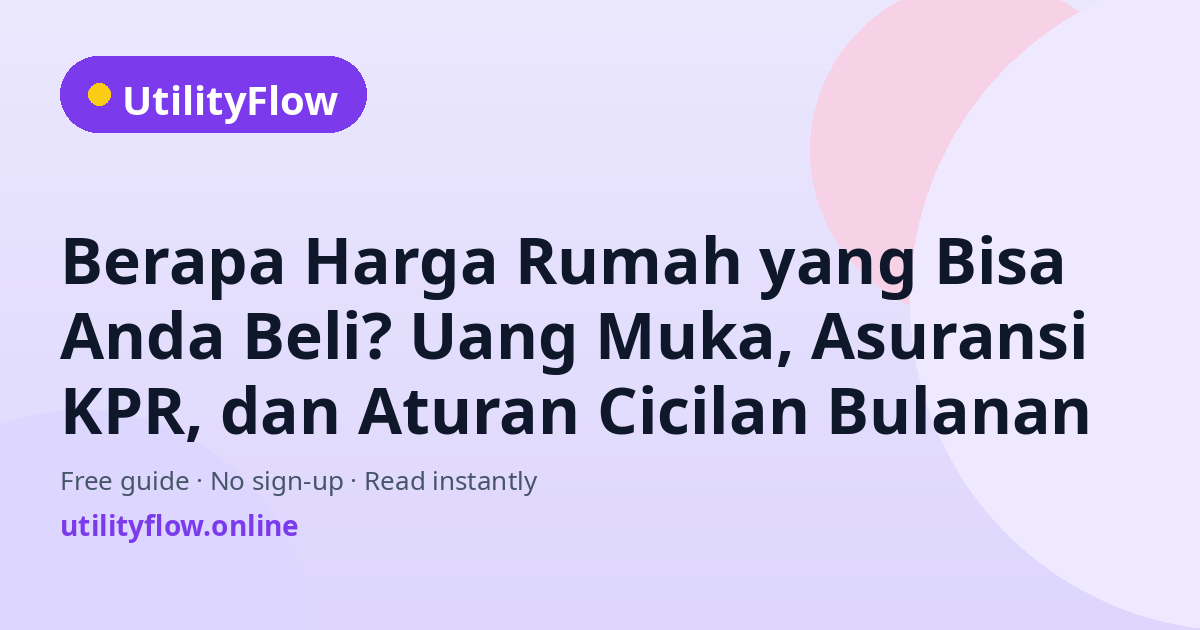 UtilityFlow
Berapa Harga Rumah yang Bisa
Anda Beli? Uang Muka, Asuransi
KPR, dan Aturan Cicilan Bulanan
Free guide · No sign-up · Read instantly
utilityflow.online